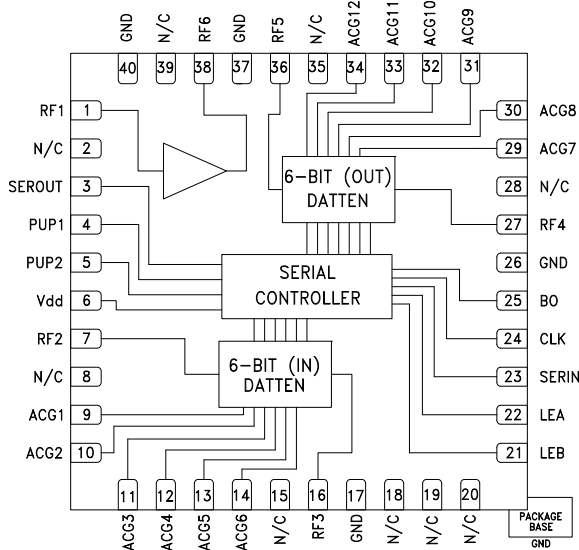 GND
N/C
RF6
GND
RF5
N/C
ACG12
ACG11
ACG10
ACG9
40
39
38
37
36
35
34
33
32
31
RF1
1
N/C
2
SEROUT
3
PUP1
4
PUP2
5
Vdd
6
RF2
7
N/C
8
ACG1
9
ACG2
10
6-BIT (OUT)
DATTEN
SERIAL
CONTROLLER
6-BIT (IN)
DATTEN
30
ACG8
29
ACG7
28
N/C
27
RF4
26
GND
25
BO
24
CLK
23
SERIN
22
LEA
21
LEB
11
12
13
14
15
16
17
18
19
20
ACG3
ACG4
ACG5
ACG6
N/C
RF3
GND
N/C
N/C
N/C
PACKAGE
BASE
GND